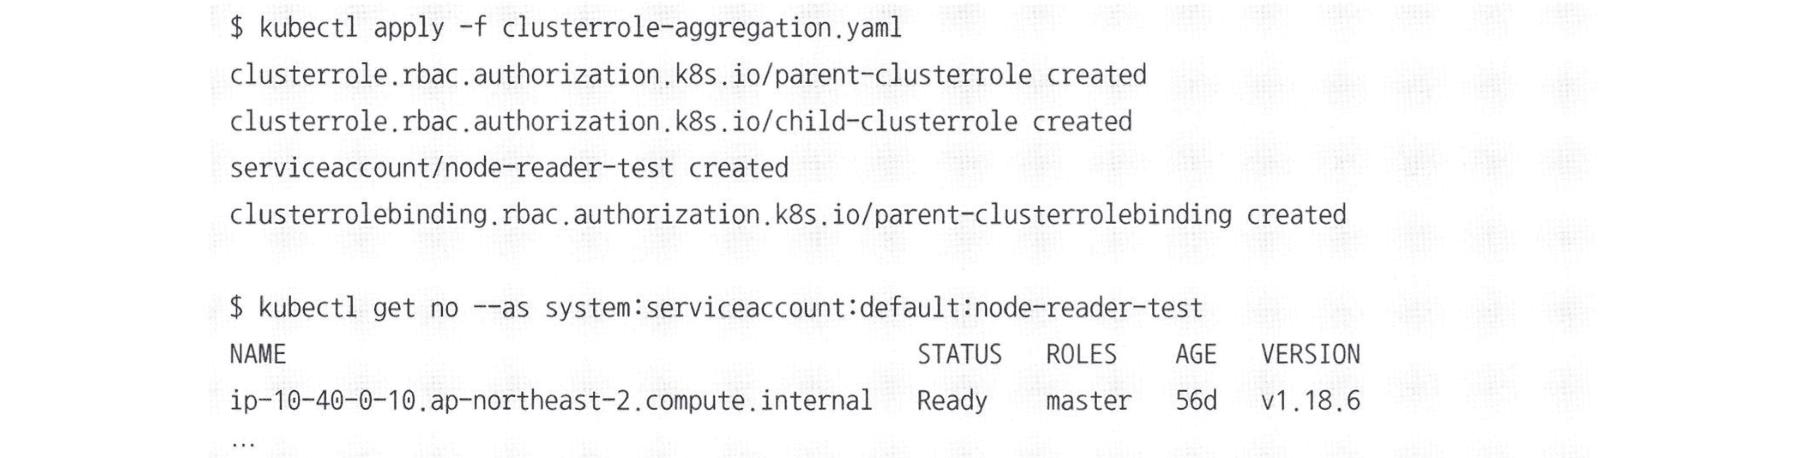 $ kubectl apply -f clusterrole-aggregation.yaml
clusterrole.rbac.authorization.k8s.io/parent-clusterrole created
clusterrole.rbac.authorization.k8s.io/child-clusterrole created
serviceaccount/node-reader-test created
clusterrolebinding.rbac.authorization.k8s.io/parent-clusterrolebinding created
$ kubectl get no --as system:serviceaccount:default:node-reader-test
NAME STATUS ROLES AGE VERSION
ip-10-40-0-10.ap-northeast-2.compute.internal Ready master 56d v1.18.6
...